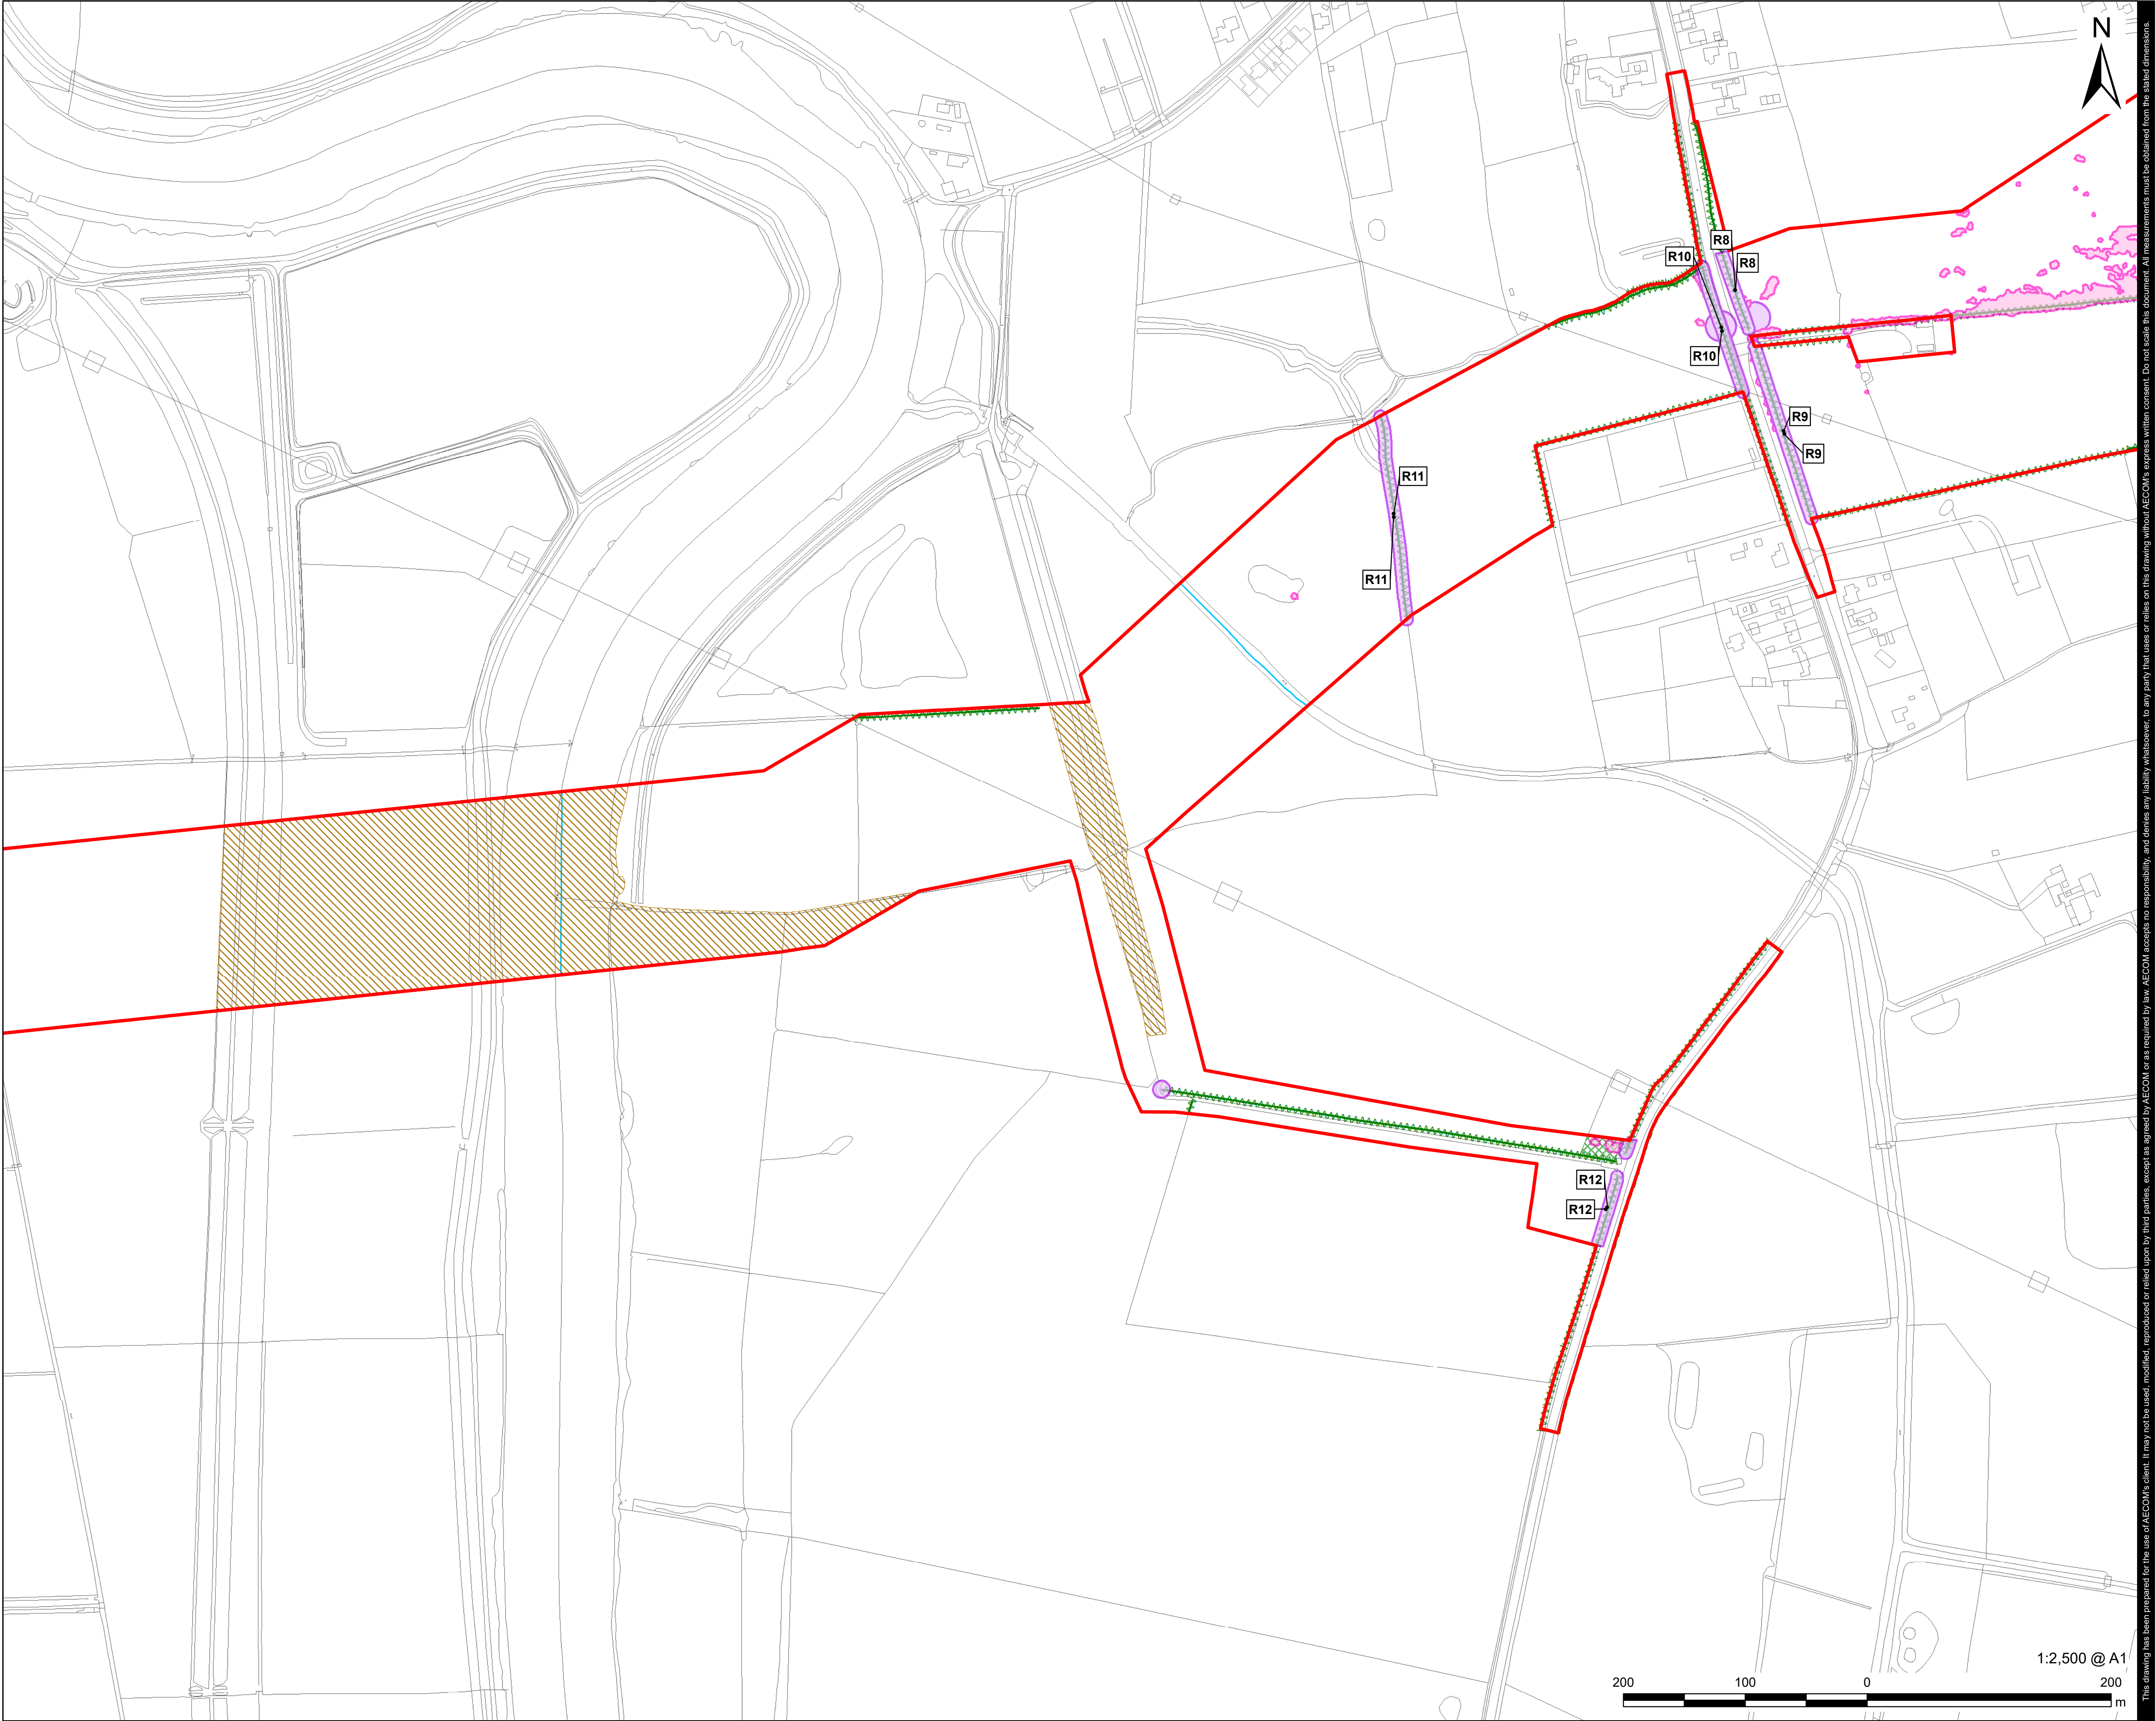 N
R8
R10
R8
R10
R9
R9
R11
R11
R12
R12
1:2,500 @ A1
200 100 0 200
m
This drawing has been prepared for the use of AECOM's client. It may not be used, modified, reproduced or relied upon by third parties, except as agreed by AECOM or as required by law. AECOM accepts no responsibility, and denies any liability whatsoever, to any party that uses or relies on this drawing without AECOM's express written consent. Do not scale this document. All measurements must be obtained from the stated dimensions.